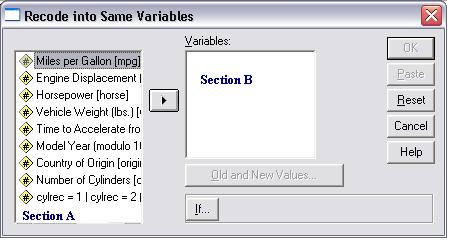 Recode into Same Variables
Variables:
Miles per Gallon [mpg]
Engine Displacement [
Horsepower [horse]
Vehicle Weight (lbs.) [
Time to Accelerate fro
Model Year (modulo 10
Country of Origin [origi
Number of Cylinders [c
cylrec = 1 | cylrec = 2 |
Section A
Section B
Old and New Values...
If...
OK
Paste
Reset
Cancel
Help